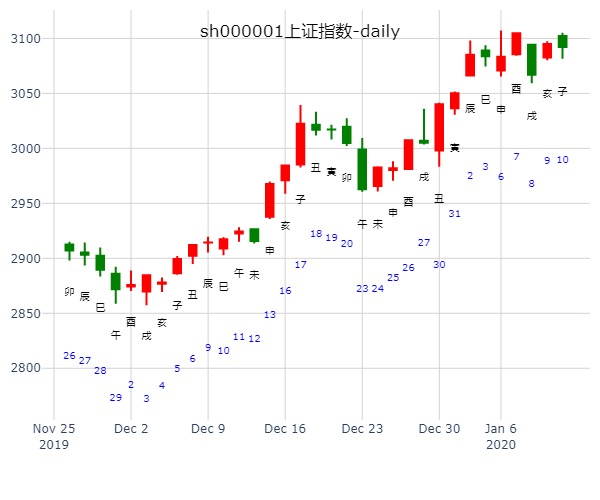 sh000001上证指数-daily
3100
3050
3000
2950
2900
2850
2800
卯 辰 巳 午 酉 戌 亥 子 丑 辰 巳 午 未 申 亥 子 丑 寅 卯 午 未 申 酉 戌 丑 寅 辰 巳 申 酉 戌 亥 子
26 27 28 29 2 3 4 5 6 9 10 11 12 13 16 17 18 19 20 23 24 25 26 27 30 31 2 3 6 7 8 9 10
Nov 25 Dec 2 Dec 9 Dec 16 Dec 23 Dec 30 Jan 6
2019 2020